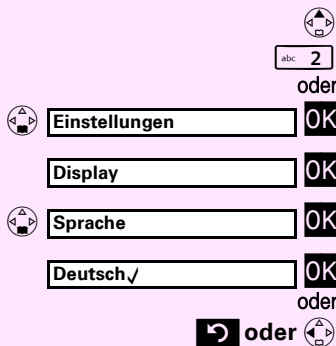 abc 2
oder
Einstellungen OK
Display OK
Sprache OK
Deutsch√ OK
oder
oder